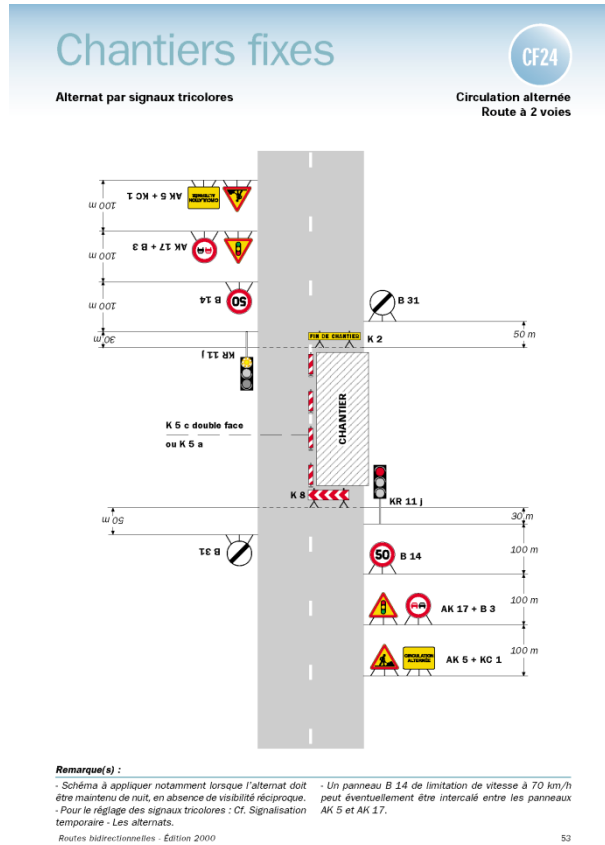 Chantiers fixes
CF24
Alternat par signaux tricolores
Circulation alternée
Route à 2 voies
100 m
AK 5 + KC 1
CIRCULATION
ALTERNÉE
100 m
AK 17 + B 3
100 m
B 14
50
30 m
KR 11 j
B 31
50 m
FIN DE CHANTIER
K 2
K 5 c double face
ou K 5 a
CHANTIER
K 8
KR 11 j
50 m
B 31
30 m
50
B 14
100 m
AK 17 + B 3
100 m
CIRCULATION
ALTERNÉE
AK 5 + KC 1
100 m
Remarque(s) :
- Schéma à appliquer notamment lorsque l'alternat doit
être maintenu de nuit, en absence de visibilité réciproque.
- Pour le réglage des signaux tricolores : Cf. Signalisation
temporaire - Les alternats.
- Un panneau B 14 de limitation de vitesse à 70 km/h
peut éventuellement être intercalé entre les panneaux
AK 5 et AK 17.
Routes bidirectionnelles - Édition 2000
53